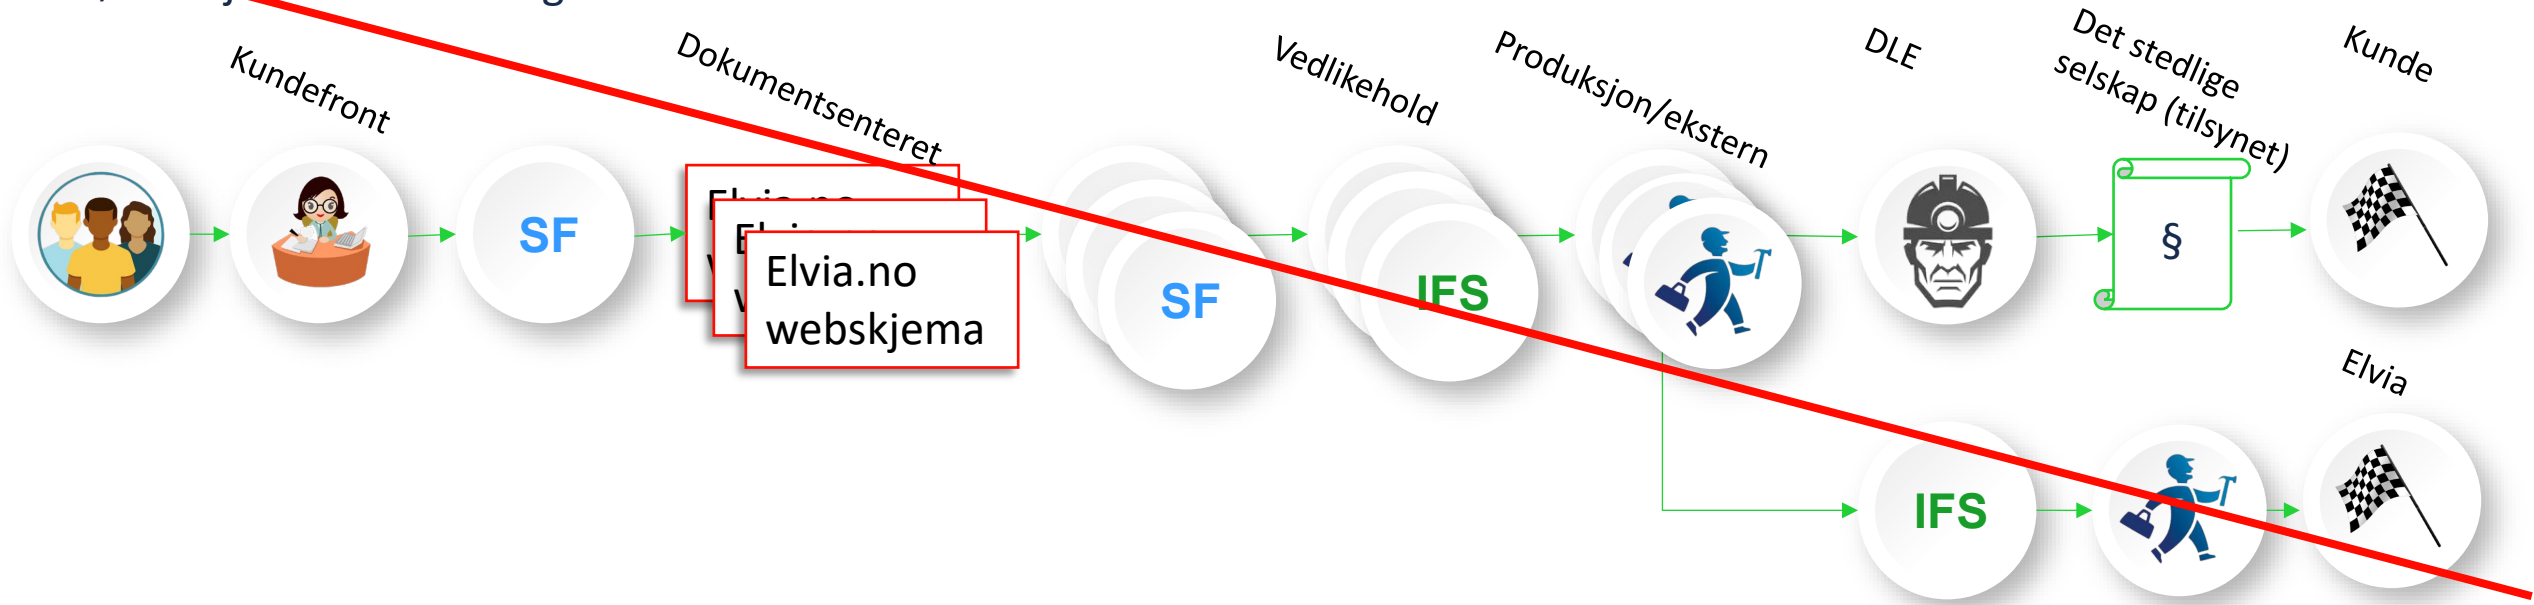 Kundefront
Dokumentsenteret
Vedlikehold
Produksjon/ekstern
DLE
Det stedlige
selskap (tilsynet)
Kunde
SF
Elvia.no
webskjema
SF
IFS
§
Elvia
IFS